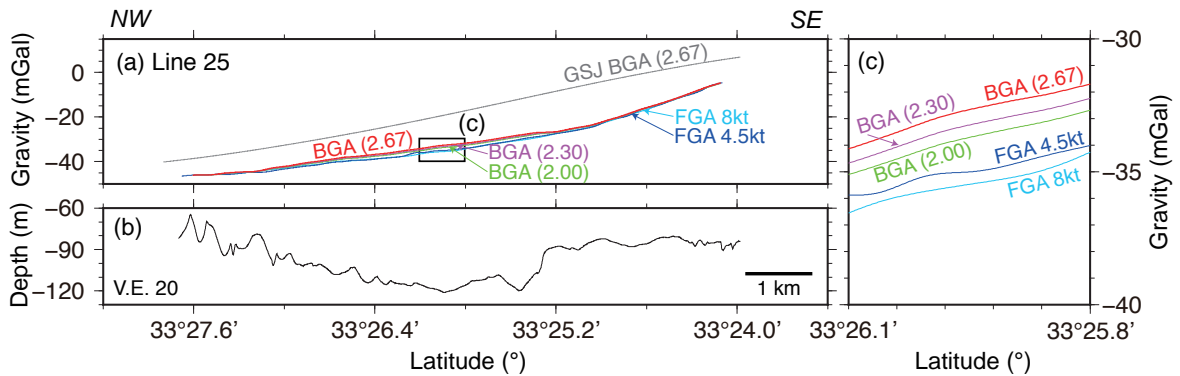 NW
SE
(a) Line 25
GSJ BGA (2.67)
(c)
BGA (2.67)
FGA 8kt
FGA 4.5kt
BGA (2.30)
BGA (2.00)
Gravity (mGal)
0
−20
−40
(b)
V.E. 20
1 km
Depth (m)
−60
−90
−120
33°27.6’
33°26.4’
33°25.2’
33°24.0’
Latitude (°)
(c)
BGA (2.67)
BGA (2.30)
BGA (2.00)
FGA 4.5kt
FGA 8kt
−30
−35
−40
Gravity (mGal)
33°26.1’
33°25.8’
Latitude (°)